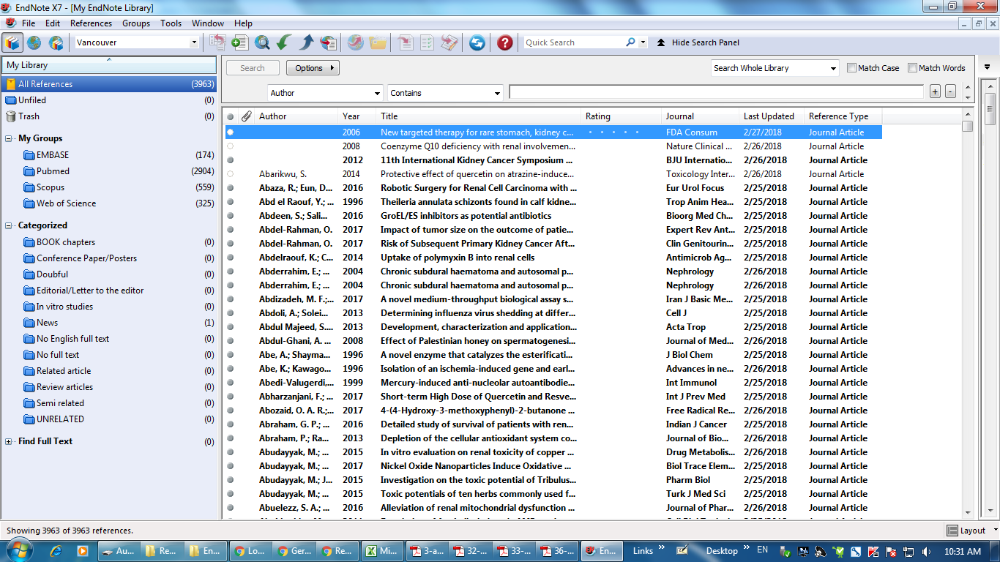 EndNote X7 - [My EndNote Library]
File Edit References Groups Tools Window Help
Vancouver
Quick Search
Hide Search Panel
My Library
All References (3963)
Unfiled (0)
Trash (0)
My Groups
EMBASE (174)
Pubmed (2904)
Scopus (559)
Web of Science (325)
Categorized
BOOK chapters (0)
Conference Paper/Posters (0)
Doubful (0)
Editorial/Letter to the editor (0)
In vitro studies (0)
News (1)
No English full text (0)
No full text (0)
Related article (0)
Review articles (0)
Semi related (0)
UNRELATED (0)
Find Full Text (0)
Search Options Search Whole Library Match Case Match Words
Author Contains + -
Author Year Title Rating Journal Last Updated Reference Type
2006 New targeted therapy for rare stomach, kidney c... FDA Consum 2/27/2018 Journal Article
2008 Coenzyme Q10 deficiency with renal involvemen... Nature Clinical ... 2/26/2018 Journal Article
2012 11th International Kidney Cancer Symposium ... BJU Internatio... 2/26/2018 Journal Article
Abarikwu, S. 2014 Protective effect of quercetin on atrazine-induce... Toxicology Inter... 2/26/2018 Journal Article
Abaza, R.; Eun, D... 2016 Robotic Surgery for Renal Cell Carcinoma with ... Eur Urol Focus 2/25/2018 Journal Article
Abd el Raouf, Y.; ... 1996 Theileria annulata schizonts found in calf kidne... Trop Anim Hea... 2/25/2018 Journal Article
Abdeen, S.; Sali... 2016 GroEL/ES inhibitors as potential antibiotics Bioorg Med Ch... 2/25/2018 Journal Article
Abdel-Rahman, O. 2017 Impact of tumor size on the outcome of patie... Expert Rev Ant... 2/25/2018 Journal Article
Abdel-Rahman, O. 2017 Risk of Subsequent Primary Kidney Cancer Aft... Clin Genitourin... 2/25/2018 Journal Article
Abdelraouf, K.; C... 2014 Uptake of polymyxin B into renal cells Antimicrob Ag... 2/25/2018 Journal Article
Abderrahim, E.; ... 2004 Chronic subdural haematoma and autosomal p... Nephrology 2/26/2018 Journal Article
Abderrahim, E.; ... 2004 Chronic subdural haematoma and autosomal p... Nephrology 2/26/2018 Journal Article
Abdizadeh, M. F.;... 2017 A novel medium-throughput biological assay s... Iran J Basic Me... 2/25/2018 Journal Article
Abdoli, A.; Solei... 2013 Determining influenza virus shedding at differ... Cell J 2/25/2018 Journal Article
Abdul Majeed, S.... 2013 Development, characterization and application... Acta Trop 2/25/2018 Journal Article
Abdul-Ghani, A. ... 2008 Effect of Palestinian honey on spermatogenesi... Journal of Med... 2/26/2018 Journal Article
Abe, A.; Shayma... 1996 A novel enzyme that catalyzes the esterificati... J Biol Chem 2/25/2018 Journal Article
Abe, K.; Kawago... 1996 Isolation of an ischemia-induced gene and earl... Advances in ne... 2/26/2018 Journal Article
Abedi-Valugerdi,... 1999 Mercury-induced anti-nucleolar autoantibodie... Int Immunol 2/25/2018 Journal Article
Abharzanjani, F.; ... 2017 Short-term High Dose of Quercetin and Resve... Int J Prev Med 2/25/2018 Journal Article
Abozaid, O. A. R.;... 2017 4-(4-Hydroxy-3-methoxyphenyl)-2-butanone ... Free Radical Re... 2/26/2018 Journal Article
Abraham, G. P.; ... 2016 Detailed study of survival of patients with ren... Indian J Cancer 2/25/2018 Journal Article
Abraham, P.; Ra... 2013 Depletion of the cellular antioxidant system co... Journal of Bio... 2/26/2018 Journal Article
Abudayyak, M.; ... 2015 In vitro evaluation on renal toxicity of copper ... Drug Metabolis... 2/26/2018 Journal Article
Abudayyak, M.; ... 2017 Nickel Oxide Nanoparticles Induce Oxidative ... Biol Trace Elem... 2/25/2018 Journal Article
Abudayyak, M.; J... 2015 Investigation on the toxic potential of Tribulus... Pharm Biol 2/25/2018 Journal Article
Abudayyak, M.; ... 2015 Toxic potentials of ten herbs commonly used f... Turk J Med Sci 2/25/2018 Journal Article
Abuelezz, S. A.; ... 2016 Alleviation of renal mitochondrial dysfunction ... Journal of Phar... 2/26/2018 Journal Article
Showing 3963 of 3963 references.
Layout
Au... Re... En... Lo... Ger... Re... Mi... 3-a... 32-... 33-... 36-... En... Links Desktop EN 10:31 AM